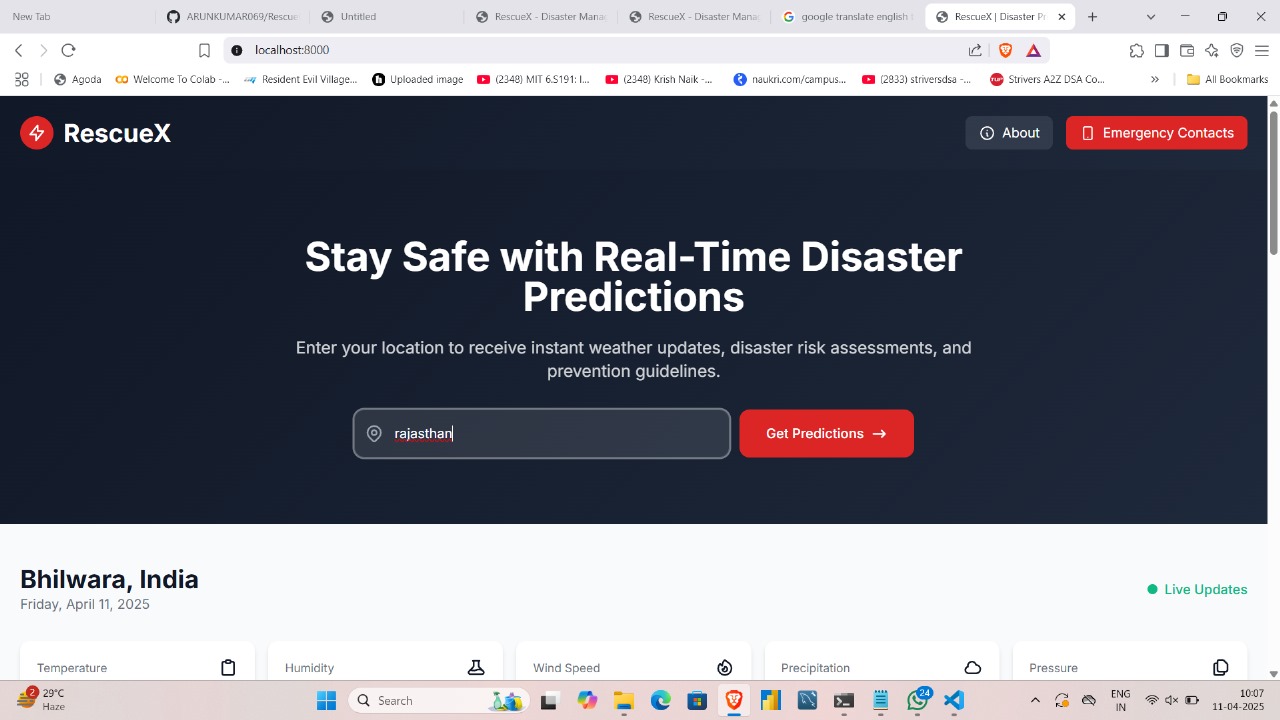 New Tab
ARUNKUMAR069/Rescue
Untitled
RescueX - Disaster Mana
RescueX - Disaster Mana
google translate english t
RescueX | Disaster Pr
localhost:8000
Agoda
Welcome To Colab -...
Resident Evil Village...
Uploaded image
(2348) MIT 6.S191: I...
(2348) Krish Naik -...
naukri.com/campus...
(2833) striversdsa -...
Strivers A2Z DSA Co...
»
All Bookmarks
RescueX
About
Emergency Contacts
Stay Safe with Real-Time Disaster
Predictions
Enter your location to receive instant weather updates, disaster risk assessments, and
prevention guidelines.
rajasthan
Get Predictions →
Bhilwara, India
Friday, April 11, 2025
Live Updates
Temperature
Humidity
Wind Speed
Precipitation
Pressure
2
29°C
Haze
Search
24
ENG
IN
10:07
11-04-2025